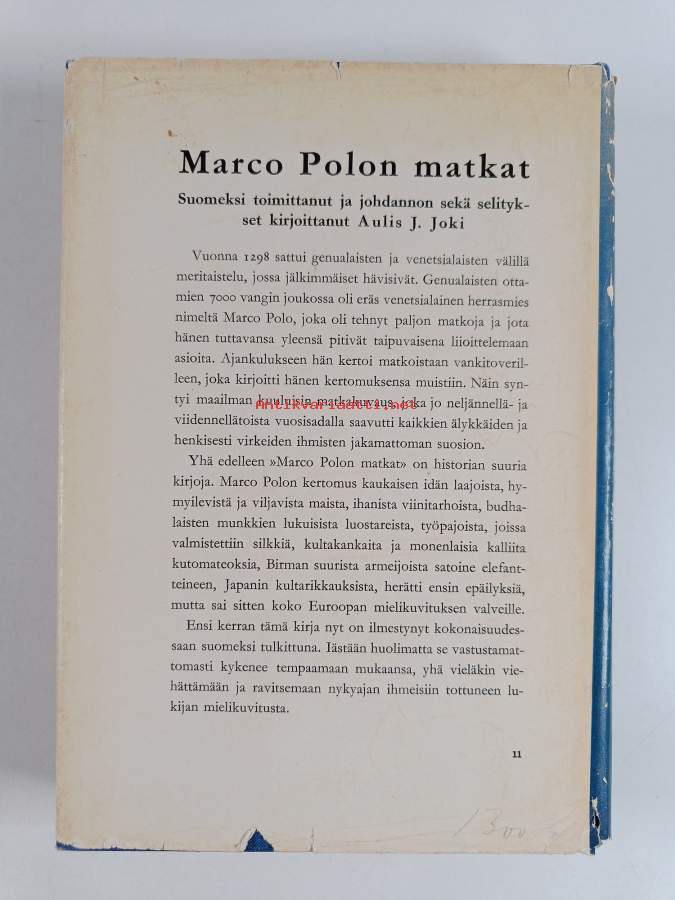 Marco Polon matkat
Suomeksi toimittanut ja johdannon sekä selityk-
set kirjoittanut Aulis J. Joki
Vuonna 1298 sattui genualaisten ja venetsialaisten välillä
meritaistelu, jossa jälkimmäiset hävisivät. Genualaisten otta-
mien 7000 vangin joukossa oli eräs venetsialainen herrasmies
nimeltä Marco Polo, joka oli tehnyt paljon matkoja ja jota
hänen tuttavansa yleensä pitivät taipuvaisena liioittelemaan
asioita. Ajankulukseen hän kertoi matkoistaan vankitoveril-
leen, joka kirjoitti hänen kertomuksensa muistiin. Näin syn-
tyi maailman kuuluisin matkakuvaus, joka jo neljännellä- ja
Antikvariaatti.net
viidennellätoista vuosisadalla saavutti kaikkien älykkäiden ja
henkisesti virkeiden ihmisten jakamattoman suosion.
Yhä edelleen »Marco Polon matkat» on historian suuria
kirjoja. Marco Polon kertomus kaukaisen idän laajoista, hy-
myilevistä ja viljavista maista, ihanista viinitarhoista, budha-
laisten munkkien lukuisista luostareista, työpajoista, joissa
valmistettiin silkkiä, kultakankaita ja monenlaisia kalliita
kutomateoksia, Birman suurista armeijoista satoine elefant-
teineen, Japanin kultarikkauksista, herätti ensin epäilyksiä,
mutta sai sitten koko Euroopan mielikuvituksen valveille.
Ensi kerran tämä kirja nyt on ilmestynyt kokonaisuudes-
saan suomeksi tulkittuna. Iästään huolimatta se vastustamat-
tomasti kykenee tempaamaan mukaansa, yhä vieläkin vie-
hättämään ja ravitsemaan nykyajan ihmeisiin tottuneen lu-
kijan mielikuvitusta.
11
1300